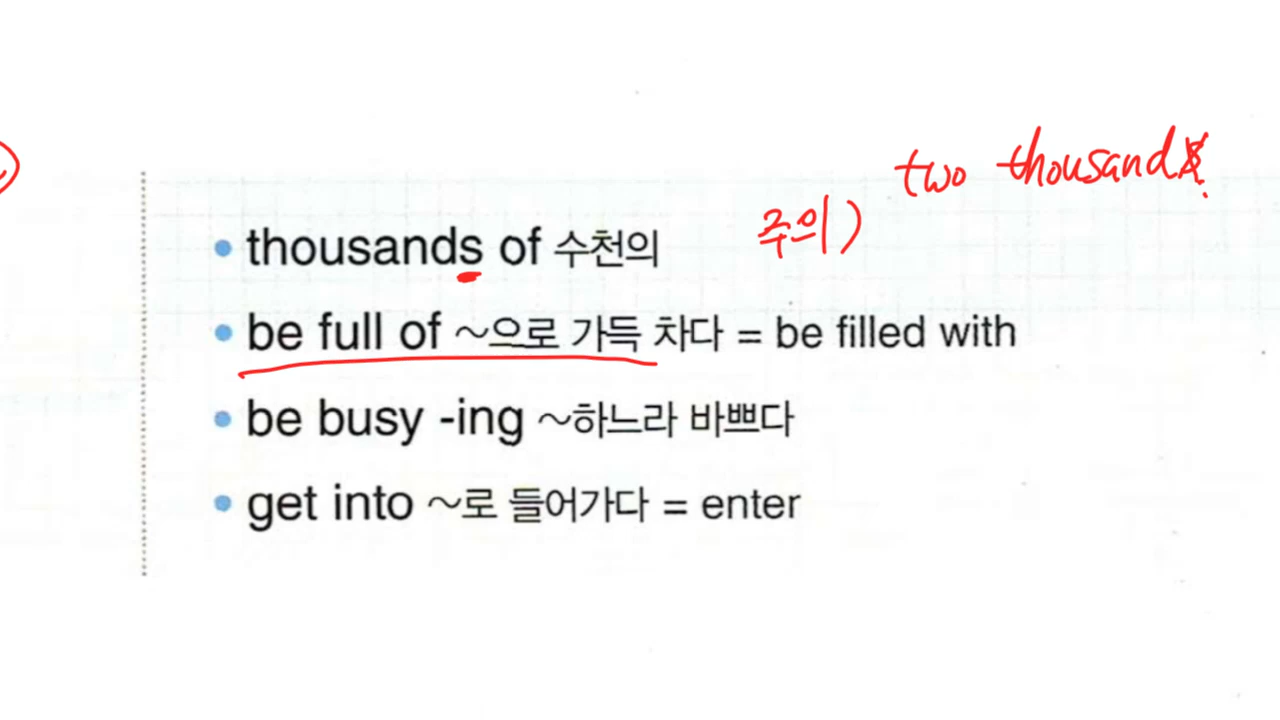 two thousands
주의)
• thousands of 수천의
• be full of ~으로 가득 차다 = be filled with
• be busy -ing ~하느라 바쁘다
• get into ~로 들어가다 = enter